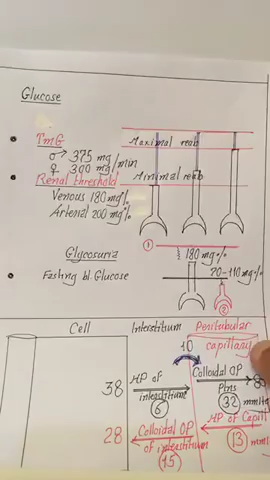 Glucose
TmG
♂ 375 mg/min
♀ 300 mg/min
Maximal reab
Renal threshold
Minimal reab
Venous 180 mg%
Arterial 200 mg%
①
Glycosuria
180 mg%
Fasting bl. Glucose
70-110 mg%
②
Cell
Interstitium
Peritubular
capillary
10
38
HP of
interstitium
6
Colloidal OP
Ptns
32
mmHg
28
Colloidal OP
of interstitium
15
HP of Capill
13